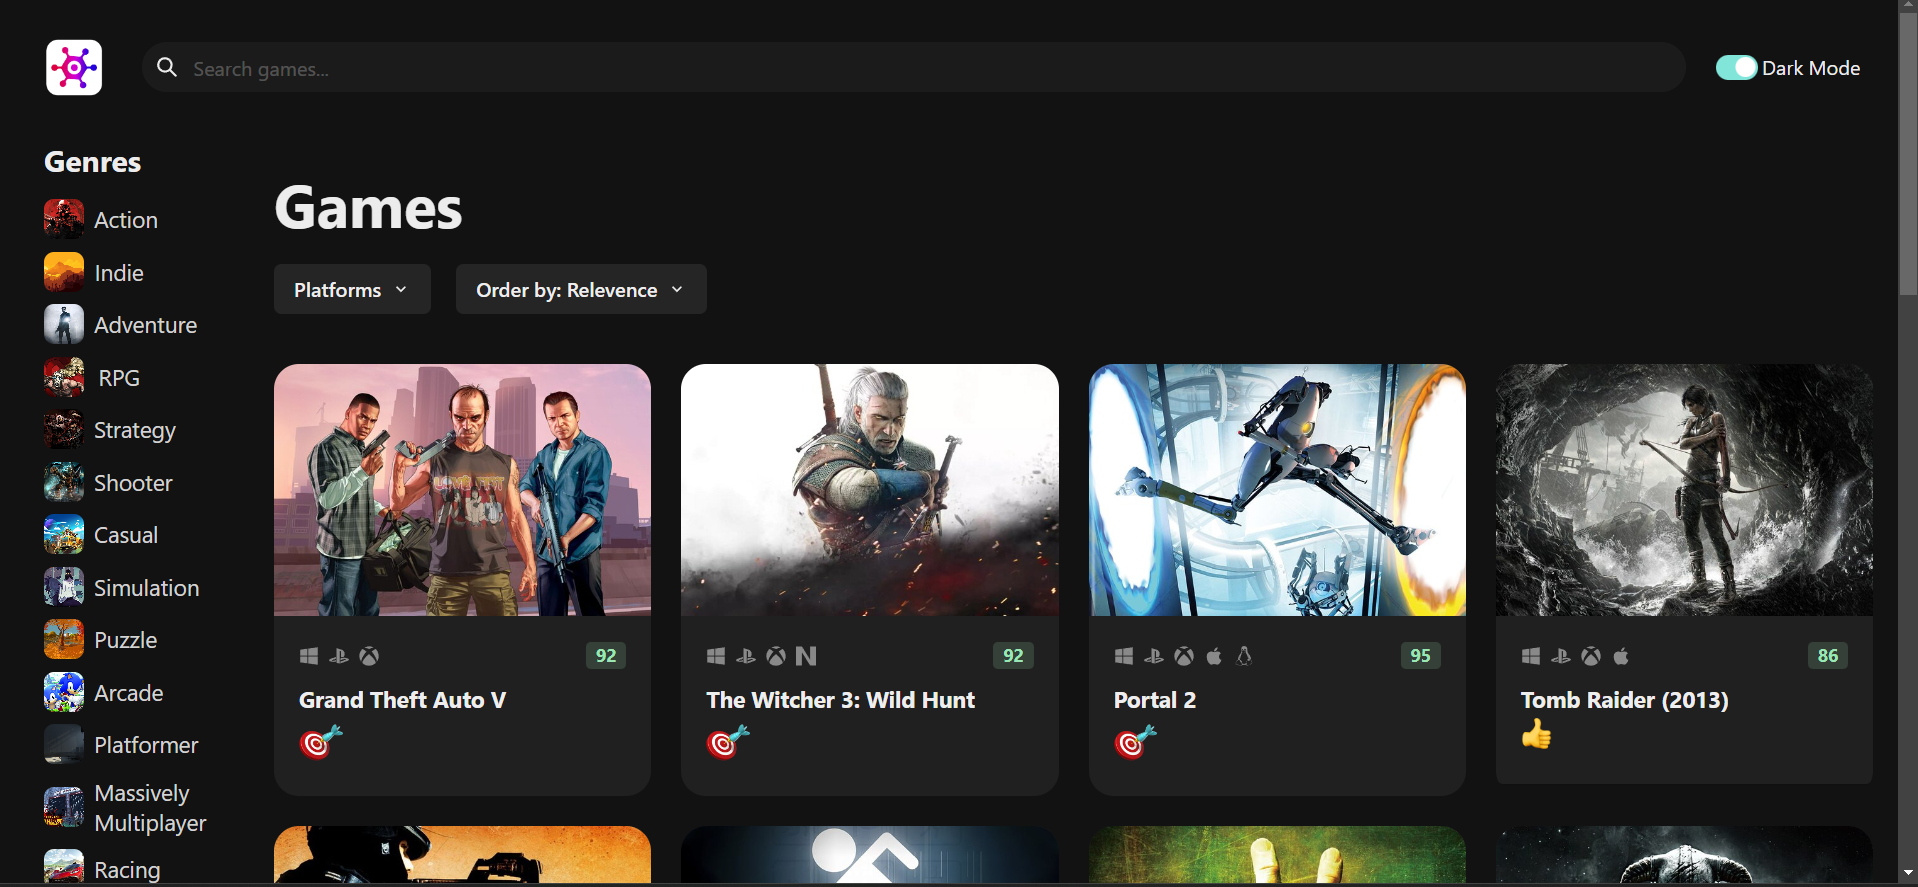 Search games...
Dark Mode
Genres
Action
Indie
Adventure
RPG
Strategy
Shooter
Casual
Simulation
Puzzle
Arcade
Platformer
Massively
Multiplayer
Racing
Games
Platforms
Order by: Relevence
92
Grand Theft Auto V
92
The Witcher 3: Wild Hunt
95
Portal 2
86
Tomb Raider (2013)